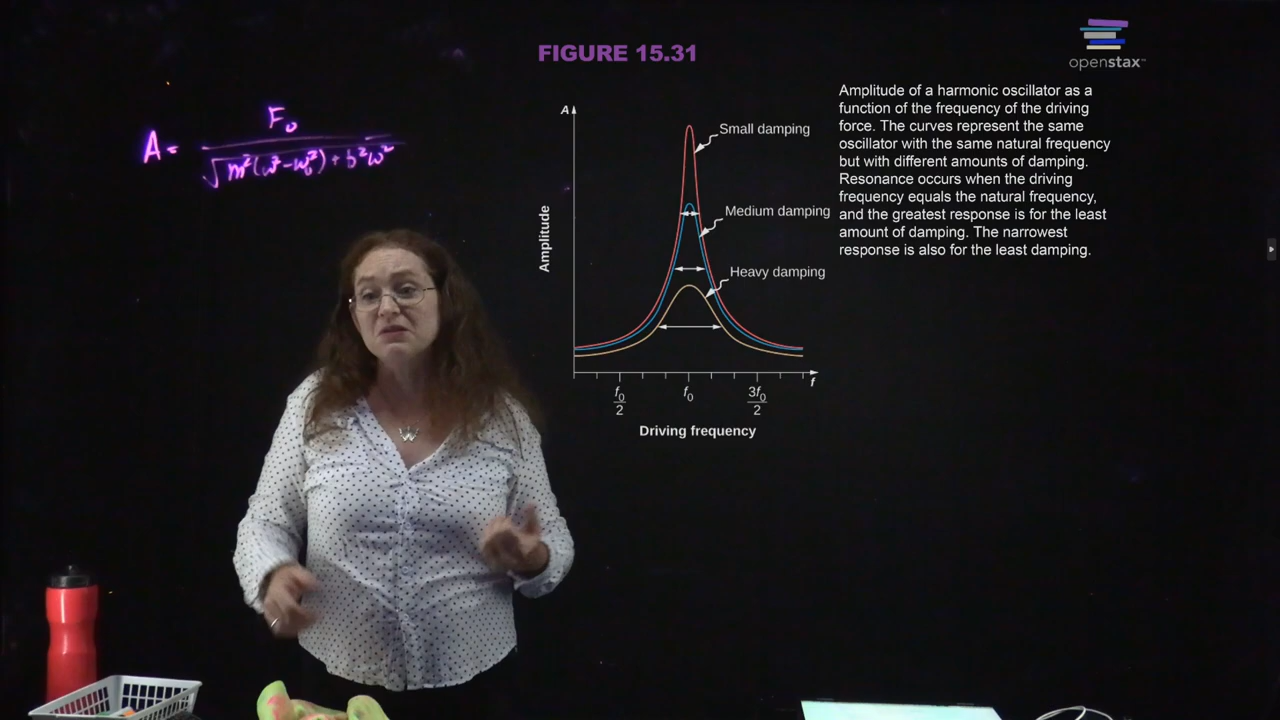 FIGURE 15.31
openstax™
A = F₀ / √m²(ω²-ω₀²) + b²ω²
A
Small damping
Medium damping
Heavy damping
Amplitude
f₀/2 f₀ 3f₀/2 f
Driving frequency
Amplitude of a harmonic oscillator as a
function of the frequency of the driving
force. The curves represent the same
oscillator with the same natural frequency
but with different amounts of damping.
Resonance occurs when the driving
frequency equals the natural frequency,
and the greatest response is for the least
amount of damping. The narrowest
response is also for the least damping.
W